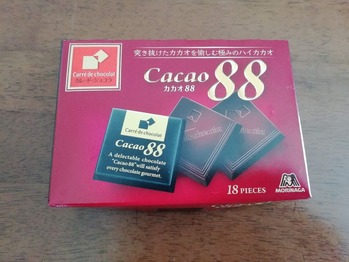 突き抜けたカカオを愉しむ極みのハイカカオ
Carré de chocolat
カレ・ド・ショコラ
Cacao 88
カカオ88
Carré de chocolat
Cacao 88
A delectable chocolate
"Cacao 88" will satisfy
every chocolate gourmet.
18 PIECES
MORINAGA